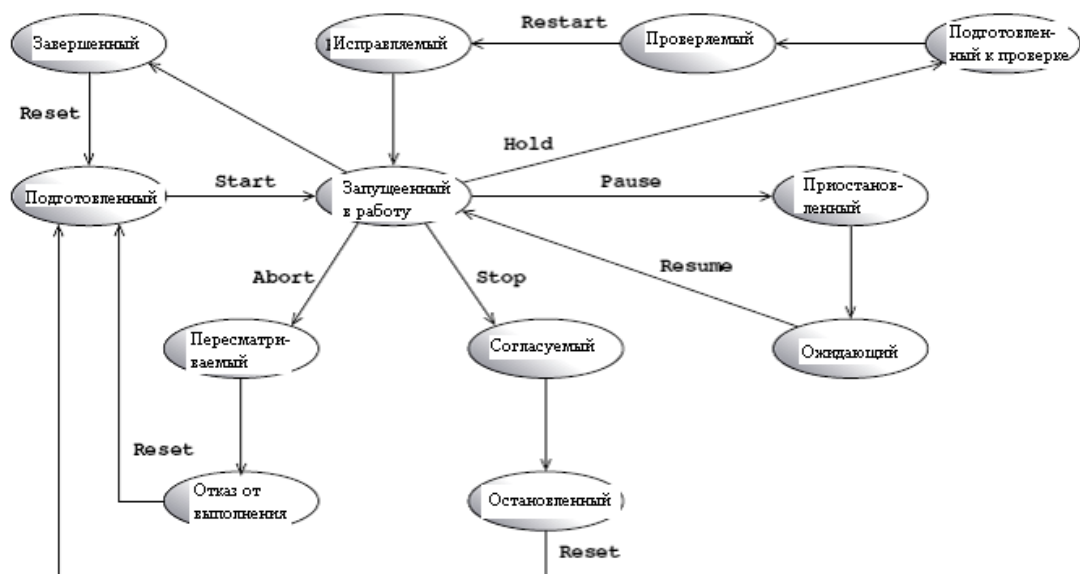 Restart
Завершенный
Исправляемый
Проверяемый
Подготовлен-
ный к проверке
Reset
Hold
Подготовленный
Start
Запущеенный
в работу
Pause
Приостанов-
ленный
Abort
Stop
Resume
Пересматри-
ваемый
Согласуемый
Ожидающий
Reset
Отказ от
выполнения
Остановленный
Reset